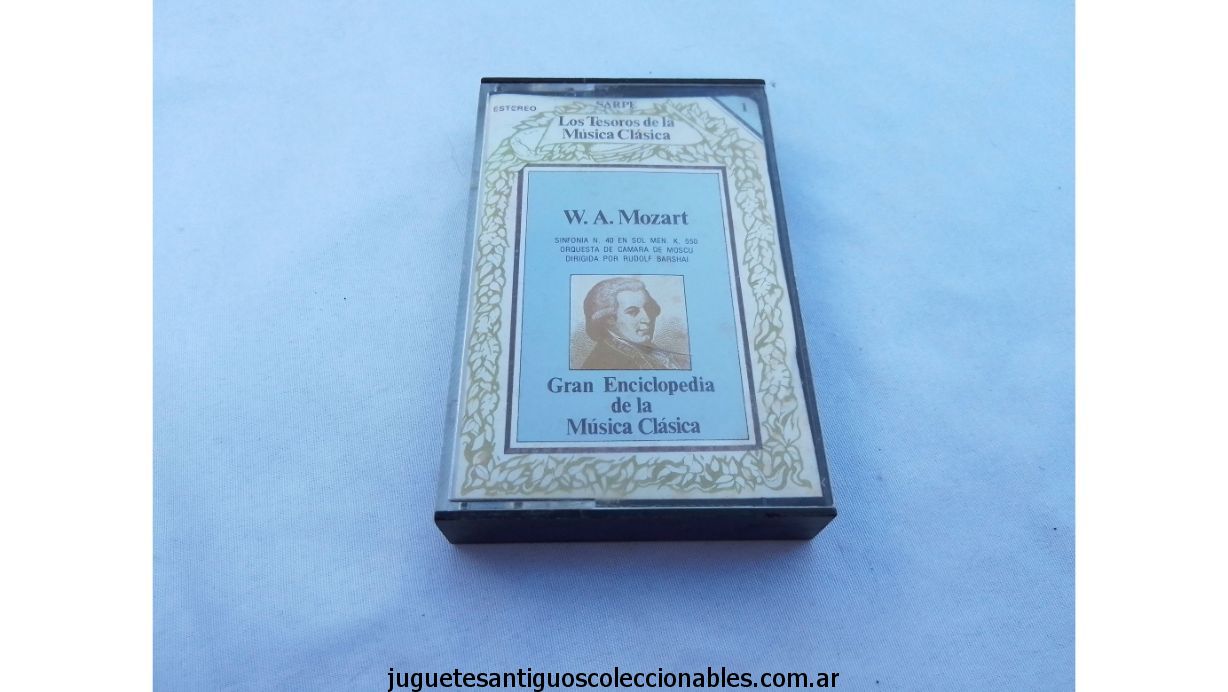 ESTEREO
SARPE
1
Los Tesoros de la
Música Clásica
W. A. Mozart
SINFONIA N. 40 EN SOL MEN. K. 550
ORQUESTA DE CAMARA DE MOSCU
DIRIGIDA POR RUDOLF BARSHAI
Gran Enciclopedia
de la
Música Clásica
juguetesantiguoscoleccionables.com.ar